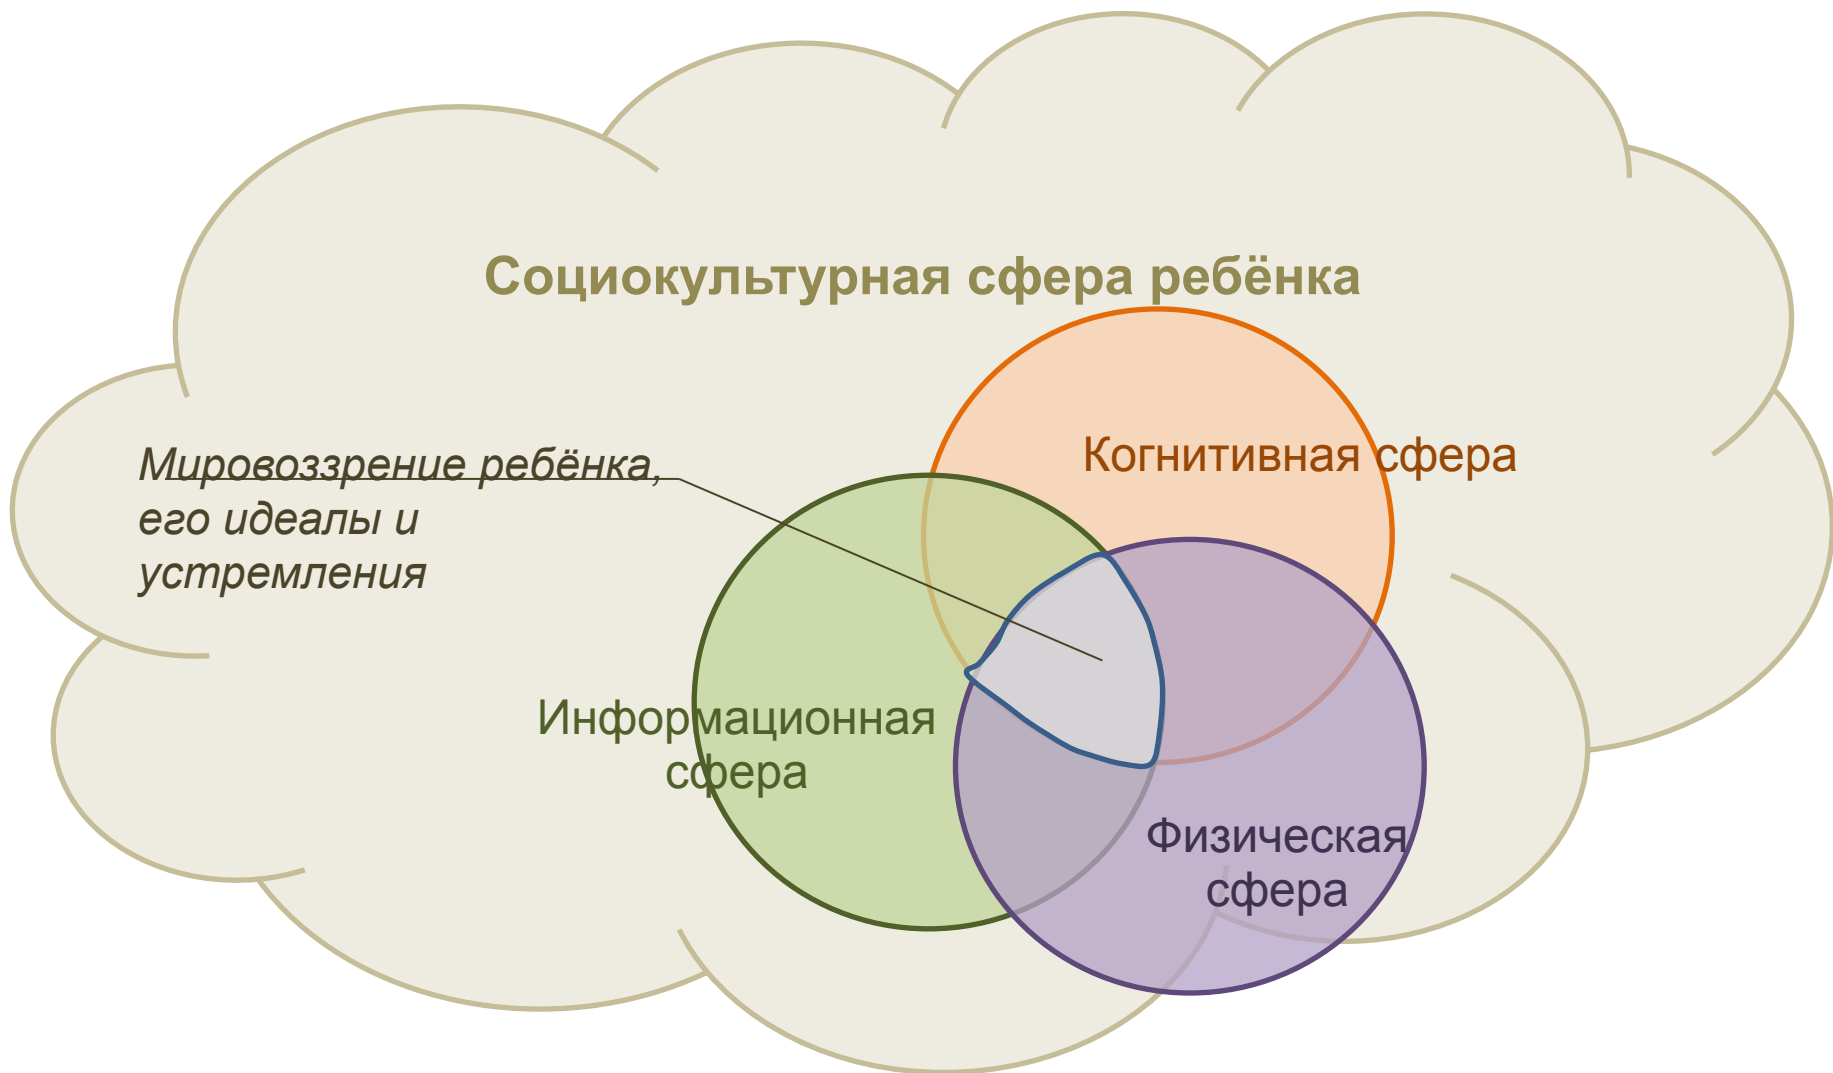 Социокультурная сфера ребёнка
Когнитивная сфера
Мировоззрение ребёнка,
его идеалы и
устремления
Информационная
сфера
Физическая
сфера